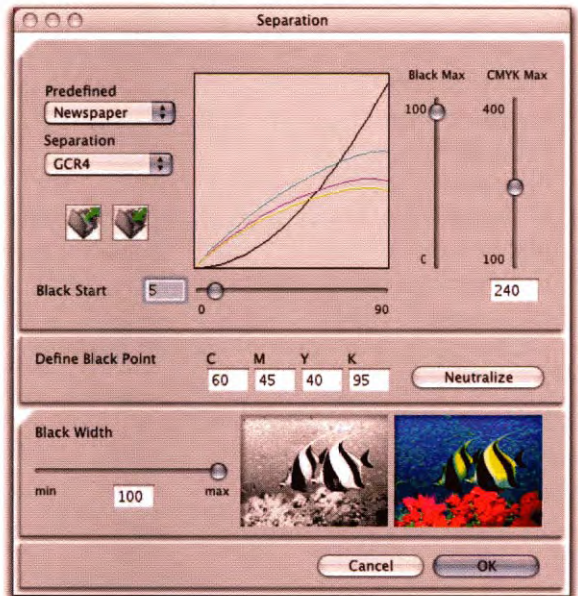 Separation
Predefined
Newspaper
Separation
GCR4
Black Start 5
0 90
Black Max CMYK Max
100 400
C 100
240
Define Black Point C M Y K
60 45 40 95 Neutralize
Black Width
min 100 max
Cancel OK